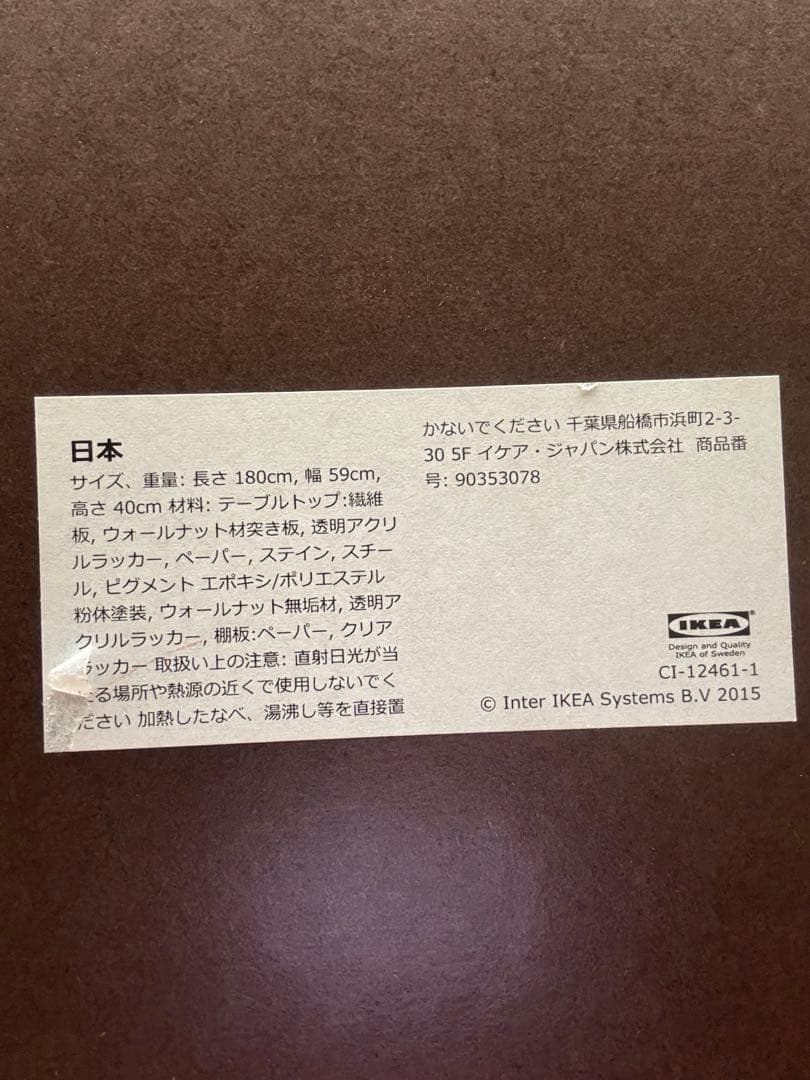 日本
サイズ、重量: 長さ 180cm, 幅 59cm,
高さ 40cm 材料: テーブルトップ:繊維
板, ウォールナット材突き板, 透明アクリ
ルラッカー, ペーパー, ステイン, スチー
ル, ピグメント エポキシ/ポリエステル
粉体塗装, ウォールナット無垢材, 透明ア
クリルラッカー, 棚板:ペーパー, クリア
ラッカー 取扱い上の注意: 直射日光が当
たる場所や熱源の近くで使用しないでく
ださい 加熱したなべ、湯沸し等を直接置
かないでください 千葉県船橋市浜町2-3-
30 5F イケア・ジャパン株式会社 商品番
号: 90353078
IKEA®
Design and Quality
IKEA of Sweden
CI-12461-1
© Inter IKEA Systems B.V 2015